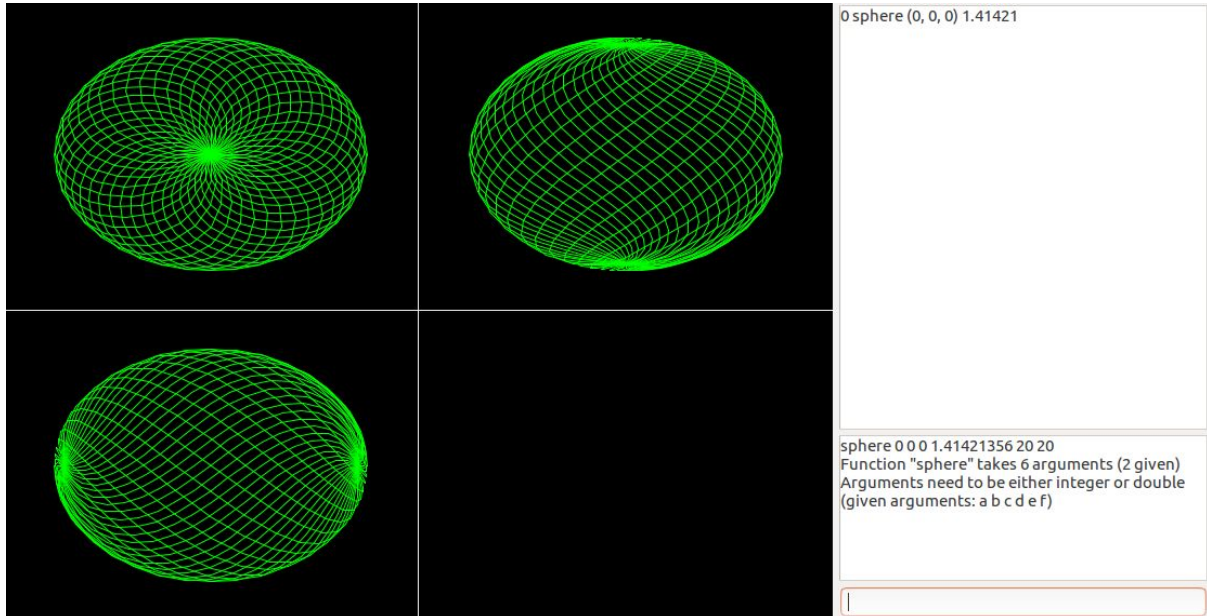 0 sphere (0, 0, 0) 1.41421
sphere 0 0 0 1.41421356 20 20
Function "sphere" takes 6 arguments (2 given)
Arguments need to be either integer or double
(given arguments: a b c d e f)